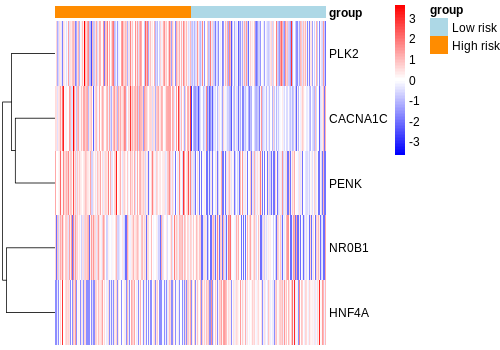 group
PLK2
CACNA1C
PENK
NR0B1
HNF4A
3
2
1
0
-1
-2
-3
group
Low risk
High risk